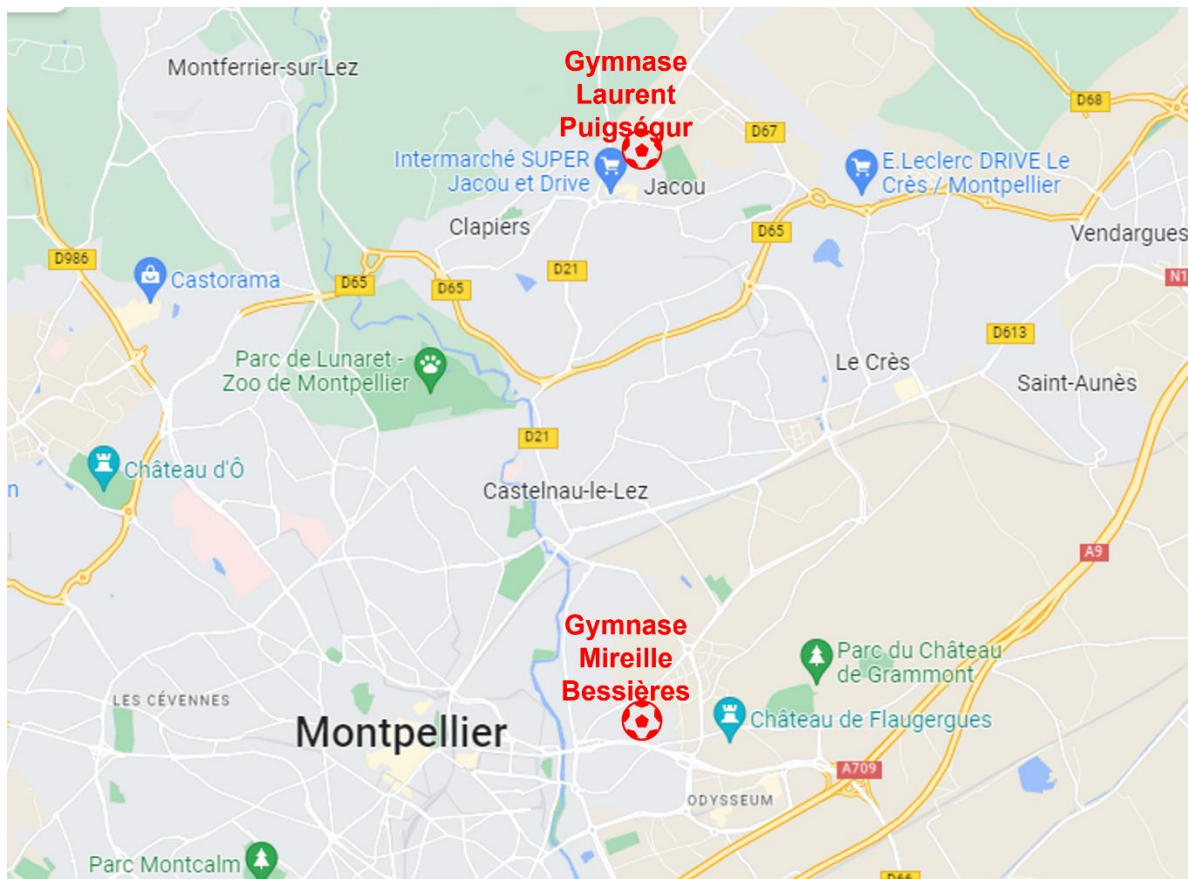 Montferrier-sur-Lez
Gymnase
Laurent
Puigségur
D68
D67
Intermarché SUPER
Jacou et Drive
E.Leclerc DRIVE Le
Crès / Montpellier
Jacou
Clapiers
D65
Vendargues
D986
Castorama
D65
D65
D21
N1
D613
Parc de Lunaret -
Zoo de Montpellier
Le Crès
Saint-Aunès
D21
Château d'Ô
n
Castelnau-le-Lez
A9
Gymnase
Mireille
Bessières
Parc du Château
de Grammont
LES CÉVENNES
Montpellier
Château de Flaugergues
A709
ODYSSEUM
Parc Montcalm
D66